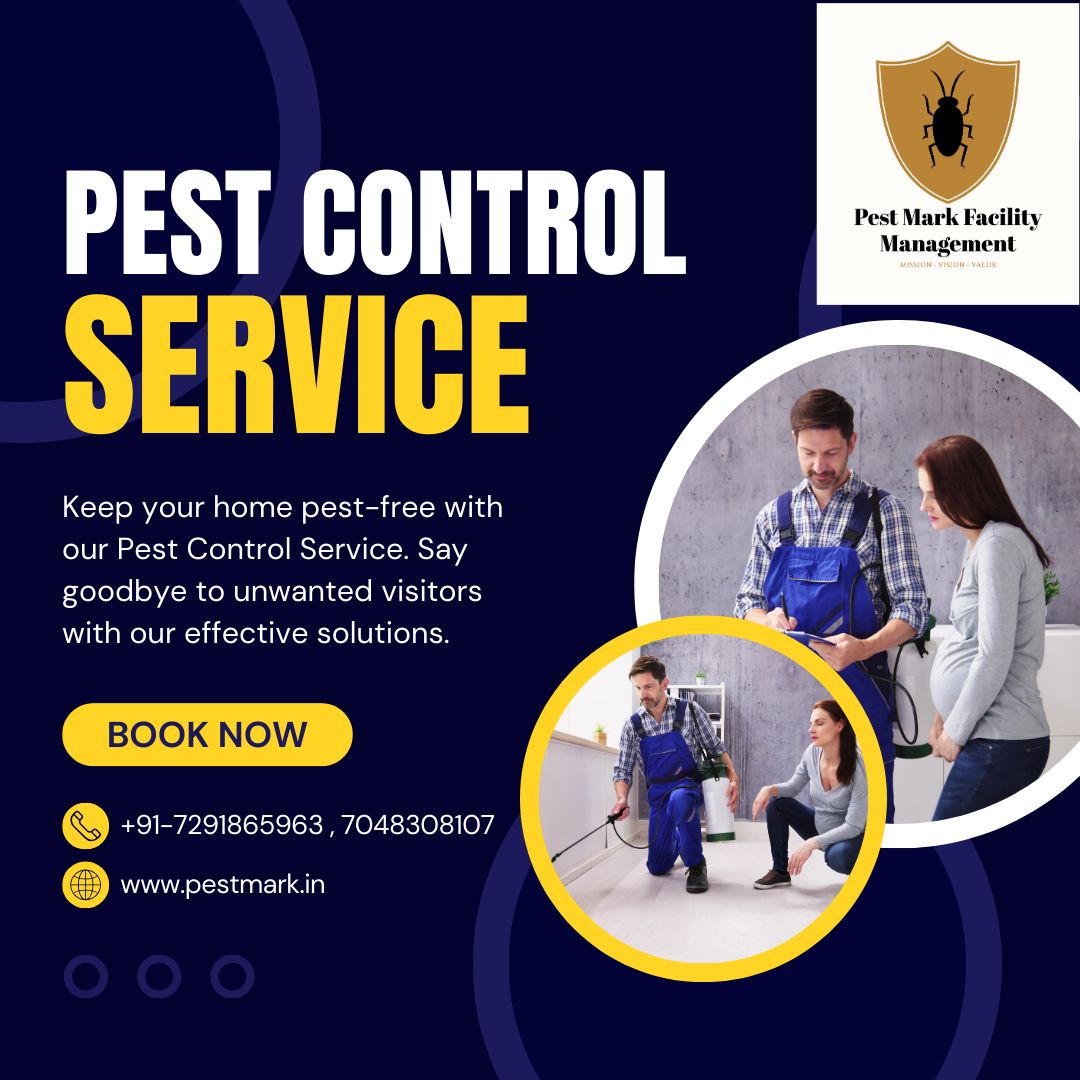 PEST CONTROL
SERVICE
Pest Mark Facility
Management
MISSION - VISION - VALUE
Keep your home pest-free with
our Pest Control Service. Say
goodbye to unwanted visitors
with our effective solutions.
BOOK NOW
+91-7291865963 , 7048308107
www.pestmark.in